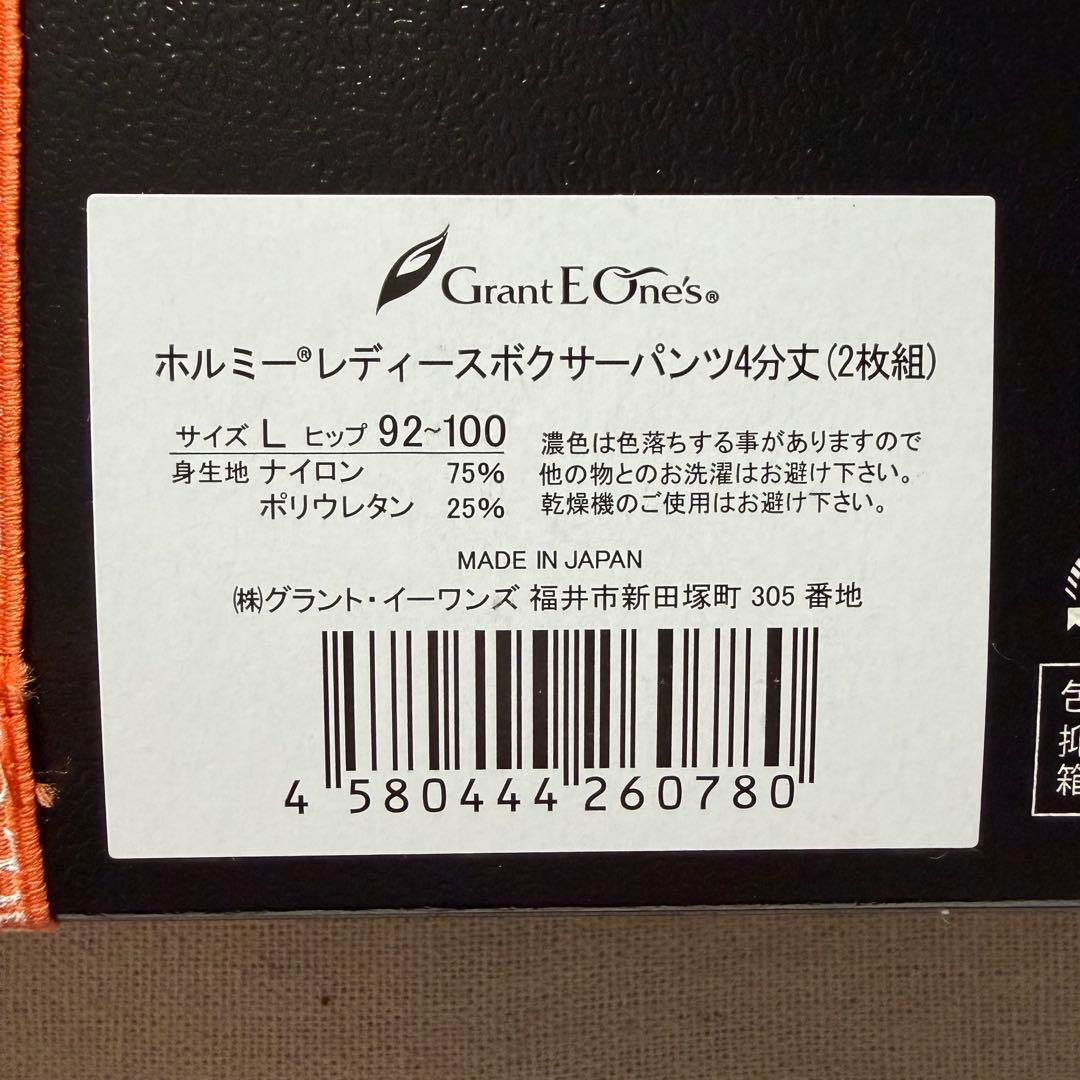 Grant E One's®
ホルミー®レディースボクサーパンツ4分丈(2枚組)
サイズ L ヒップ 92~100
身生地 ナイロン 75%
ポリウレタン 25%
濃色は色落ちする事がありますので
他の物とのお洗濯はお避け下さい。
乾燥機のご使用はお避け下さい。
MADE IN JAPAN
㈱グラント・イーワンズ 福井市新田塚町 305 番地
4 580444 260780
包
抑
箱